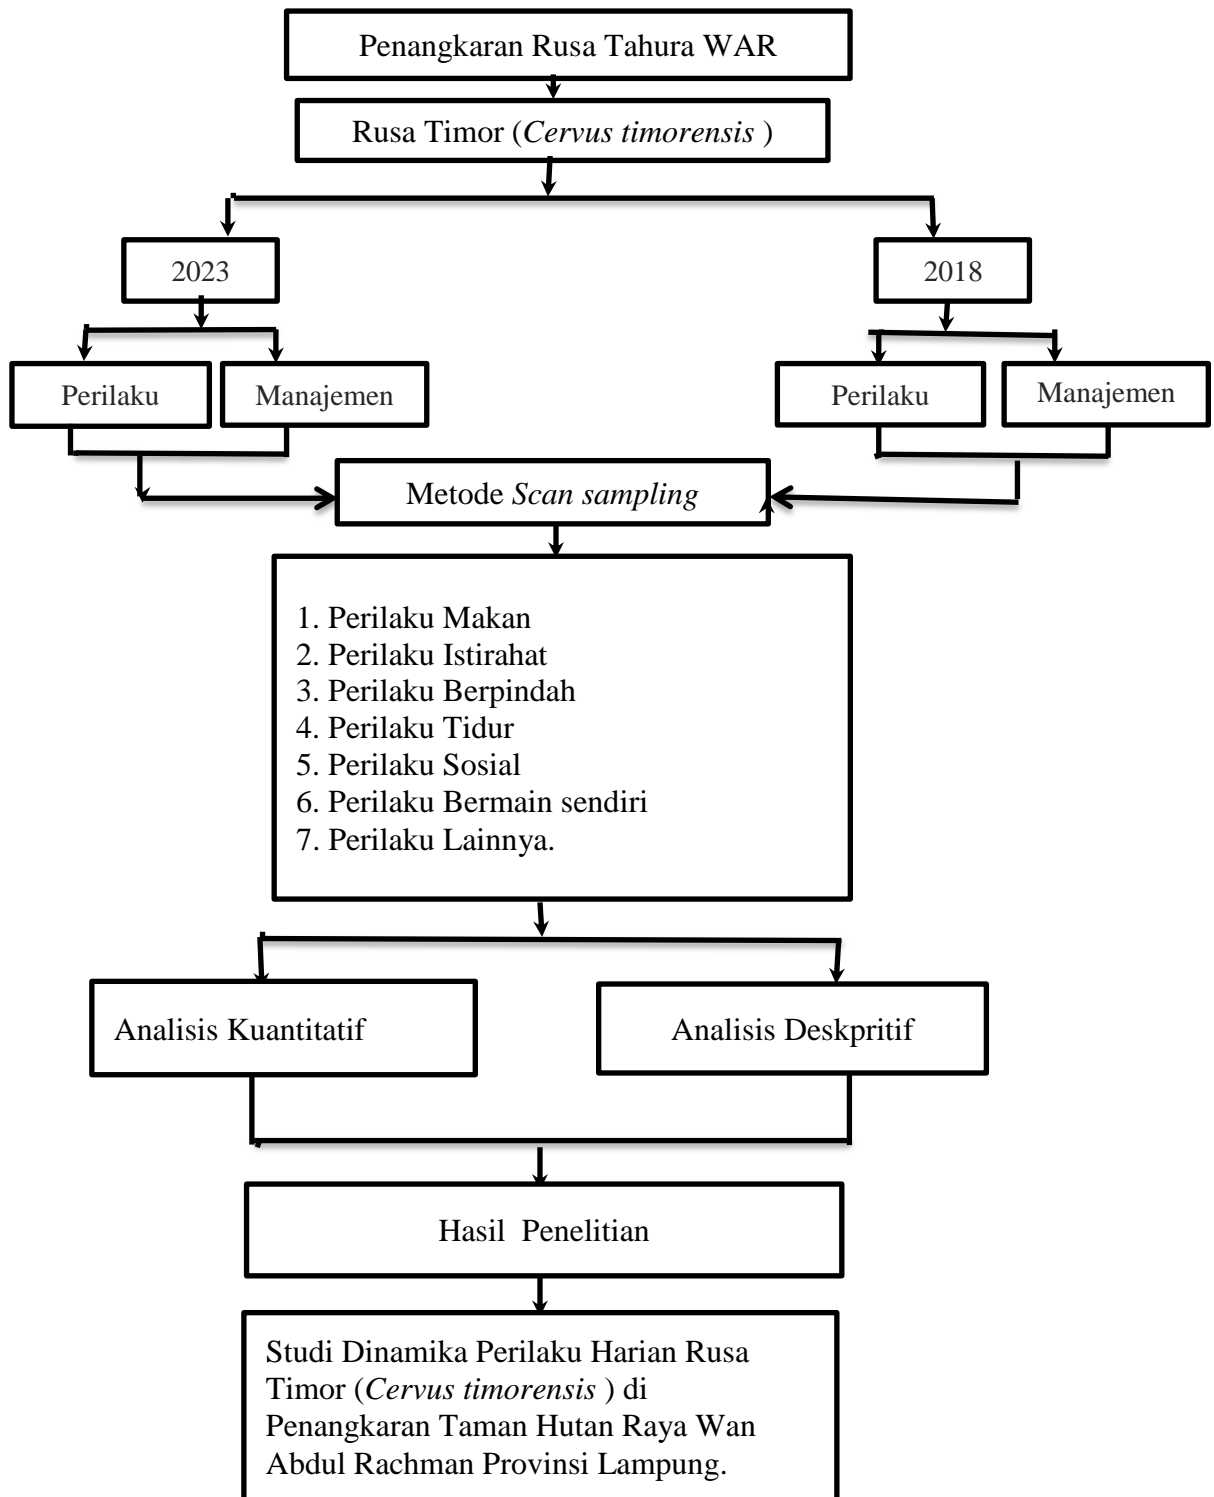 Penangkaran Rusa Tahura WAR
Rusa Timor (Cervus timorensis )
2023
2018
Perilaku
Manajemen
Perilaku
Manajemen
Metode Scan sampling
1. Perilaku Makan
2. Perilaku Istirahat
3. Perilaku Berpindah
4. Perilaku Tidur
5. Perilaku Sosial
6. Perilaku Bermain sendiri
7. Perilaku Lainnya.
Analisis Kuantitatif
Analisis Deskpritif
Hasil  Penelitian
Studi Dinamika Perilaku Harian Rusa
Timor (Cervus timorensis ) di
Penangkaran Taman Hutan Raya Wan
Abdul Rachman Provinsi Lampung.